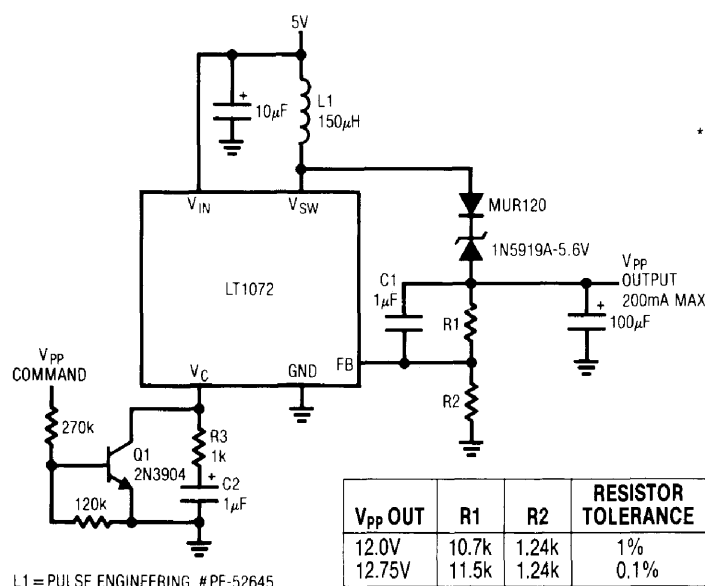 5V
+
10μF
L1
150μH
*
VIN
VSW
MUR120
1N5919A-5.6V
LT1072
C1
1μF
VPP
OUTPUT
200mA MAX
R1
+
100μF
VPP
COMMAND
VC
GND
FB
R2
270k
Q1
2N3904
R3
1k
+
C2
1μF
120k
VPP OUT R1 R2 RESISTOR TOLERANCE
12.0V 10.7k 1.24k 1%
12.75V 11.5k 1.24k 0.1%
L1 = PULSE ENGINEERING #PE-52645